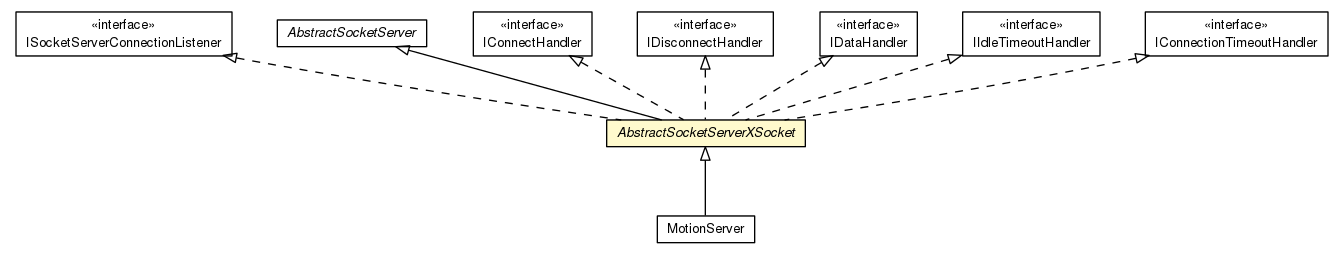 «interface»
ISocketServerConnectionListener
AbstractSocketServer
«interface»
IConnectHandler
«interface»
IDisconnectHandler
«interface»
IDataHandler
«interface»
IIdleTimeoutHandler
«interface»
IConnectionTimeoutHandler
AbstractSocketServerXSocket
MotionServer